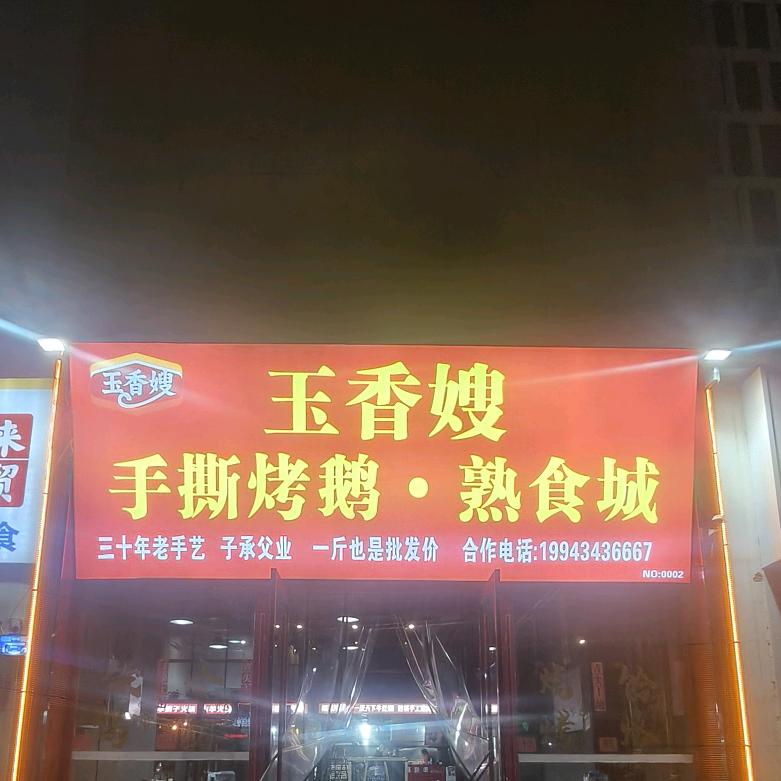 玉香嫂
玉香嫂
手撕烤鹅·熟食城
三十年老手艺 子承父业 一斤也是批发价 合作电话:19943436667
NO:0002
食